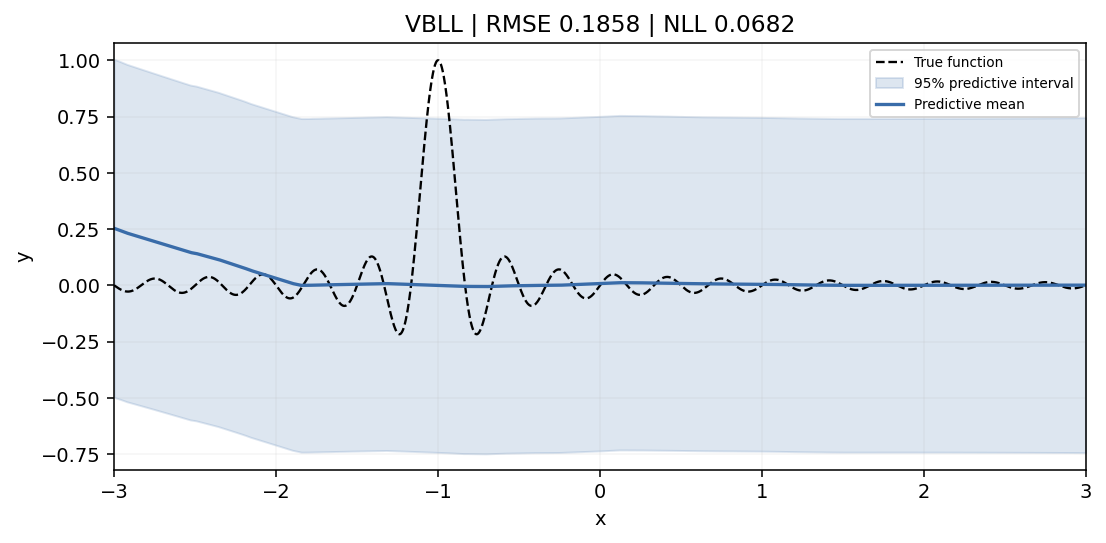 VBLL | RMSE 0.1858 | NLL 0.0682
True function
95% predictive interval
Predictive mean
1.00
0.75
0.50
0.25
0.00
−0.25
−0.50
−0.75
y
−3
−2
−1
0
1
2
3
x